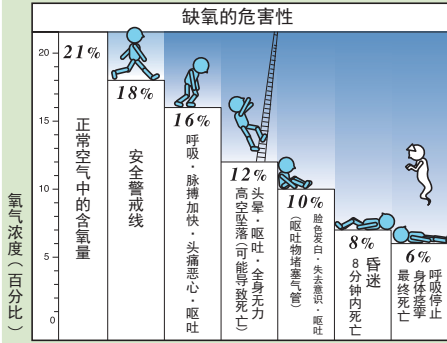 缺氧的危害性
氧气浓度（百分比）
20
15
10
5
0
21%
正常空气中的含氧量
18%
安全警戒线
16%
呼吸·脉搏加快·头痛恶心·呕吐
12%
头晕·呕吐·全身无力
高空坠落（可能导致死亡）
10%
脸色发白·失去意识·呕吐
（呕吐物堵塞气管）
8%
昏迷
8分钟内死亡
6%
呼吸停止
身体痉挛
最终死亡